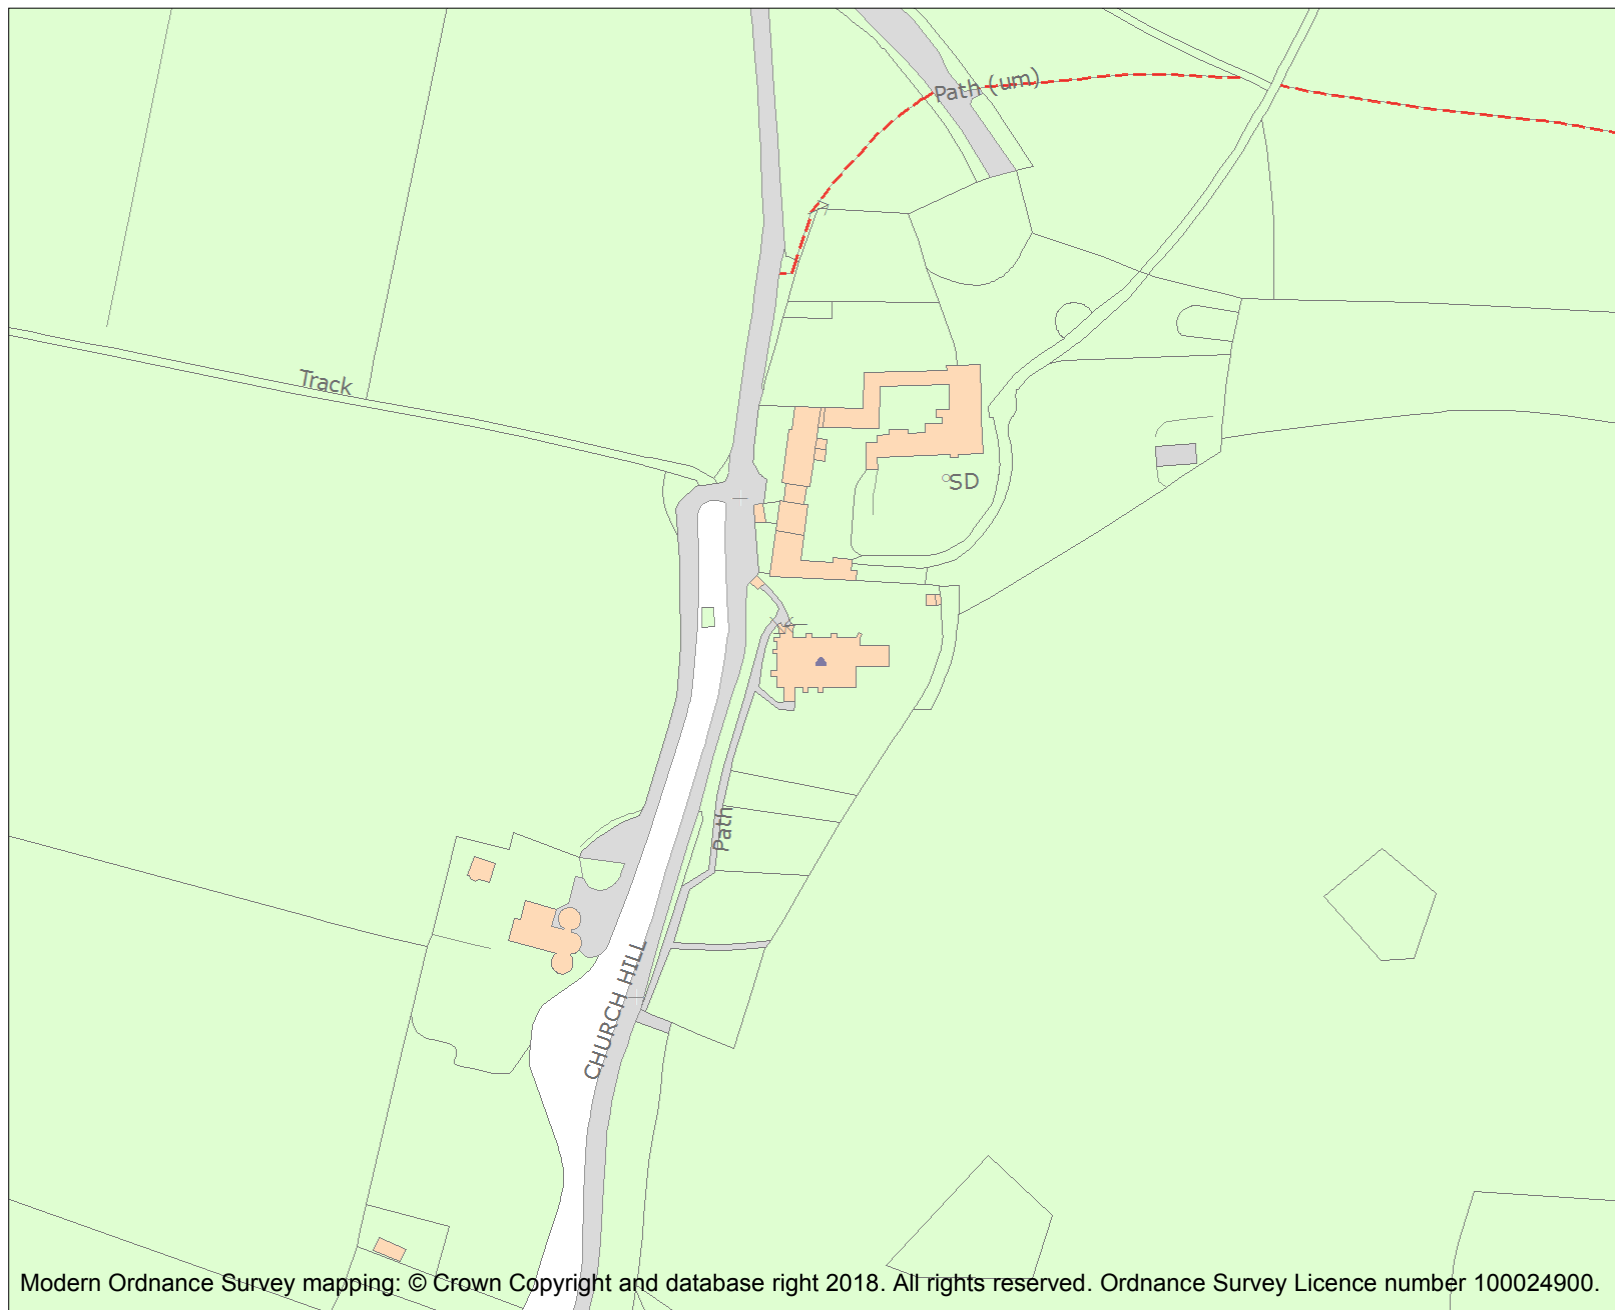 Path (um)
Track
SD
Path
CHURCH HILL
Modern Ordnance Survey mapping: © Crown Copyright and database right 2018. All rights reserved. Ordnance Survey Licence number 100024900.